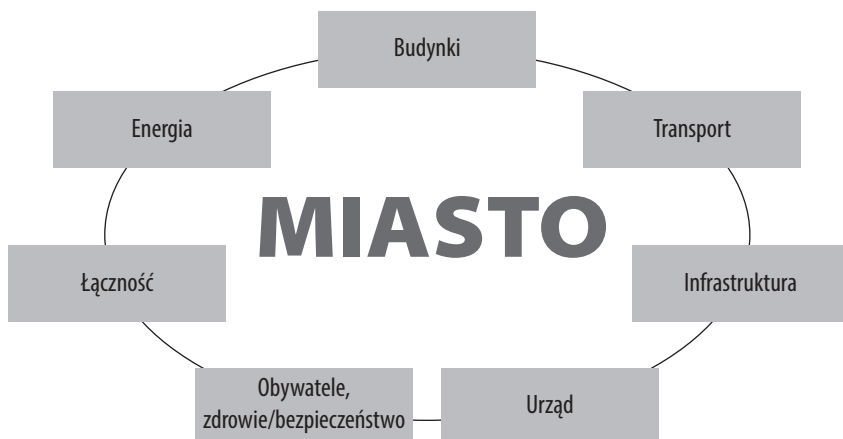 Budynki
Energia
Transport
MIASTO
Łączność
Infrastruktura
Obywatele,
zdrowie/bezpieczeństwo
Urząd